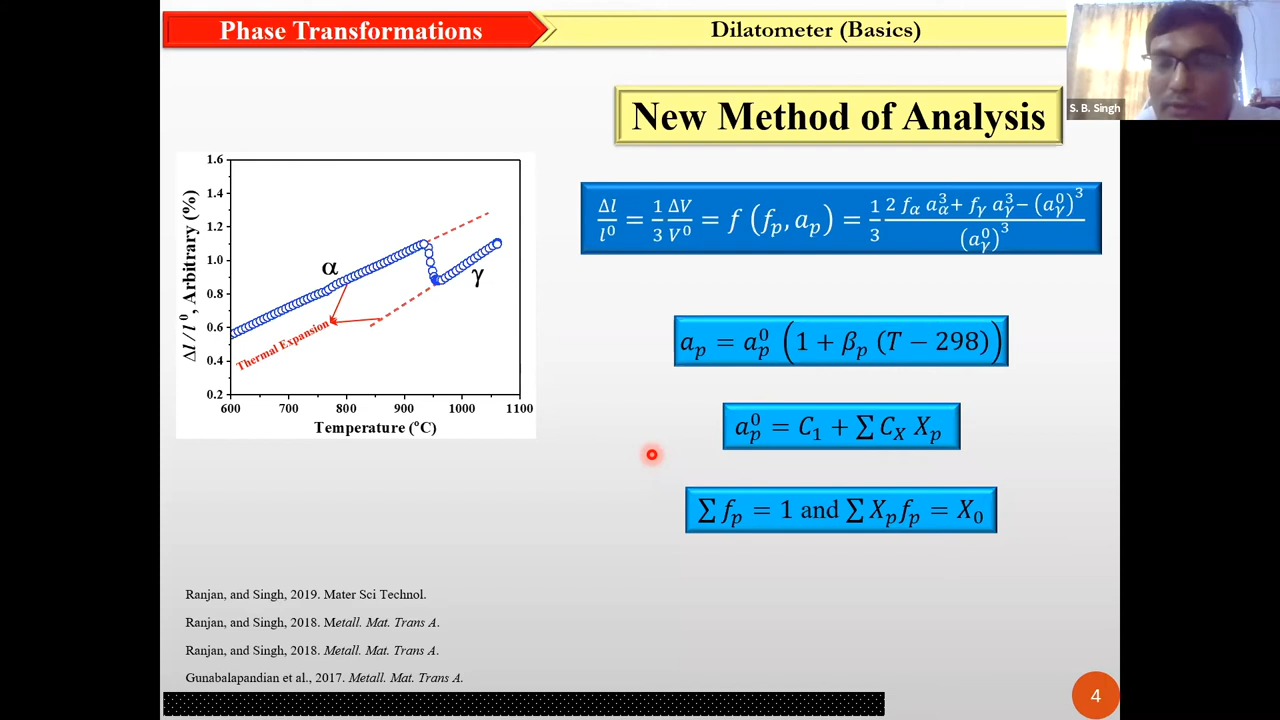 Phase Transformations
Dilatometer (Basics)
S. B. Singh
New Method of Analysis
Δl/l⁰ = 1/3 ΔV/V⁰ = f (f_p, a_p) = 1/3 (2 f_α a_α³ + f_γ a_γ³ − (a_γ⁰)³)/(a_γ⁰)³
a_p = a_p⁰ (1 + β_p (T − 298))
a_p⁰ = C₁ + ∑ C_X X_p
∑ f_p = 1 and ∑ X_p f_p = X₀
1.6
1.4
1.2
1.0
0.8
0.6
0.4
0.2
Δl / l⁰, Arbitrary (%)
α
γ
Thermal Expansion
600 700 800 900 1000 1100
Temperature (°C)
Ranjan, and Singh, 2019. Mater Sci Technol.
Ranjan, and Singh, 2018. Metall. Mat. Trans A.
Ranjan, and Singh, 2018. Metall. Mat. Trans A.
Gunabalapandian et al., 2017. Metall. Mat. Trans A.
4